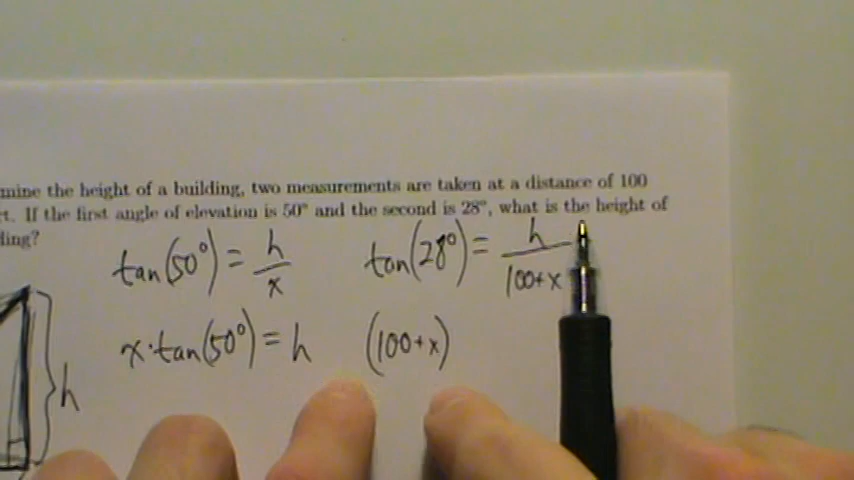 mine the height of a building, two measurements are taken at a distance of 100
t. If the first angle of elevation is 50° and the second is 28°, what is the height of
ding?
tan(50°) = h/x tan(28°) = h/100+x
x·tan(50°) = h (100+x)
h